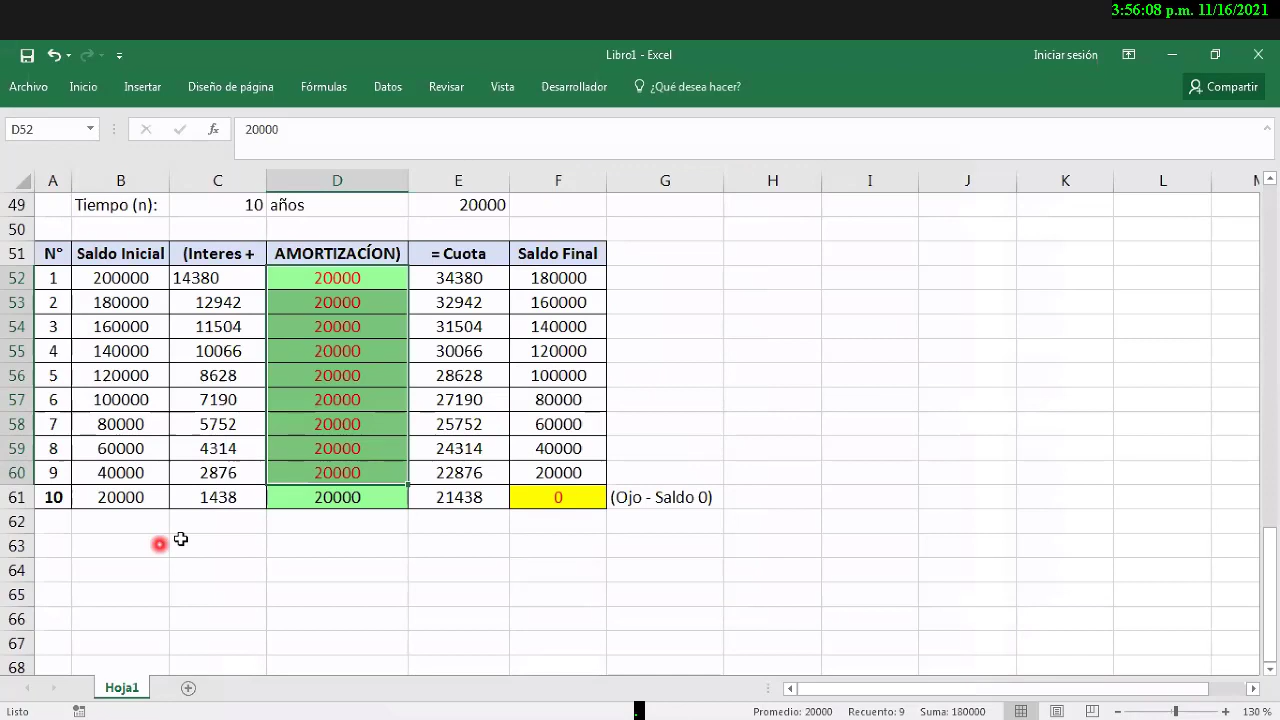 3:56:08 p.m. 11/16/2021
Libro1 - Excel
Iniciar sesión
Archivo Inicio Insertar Diseño de página Fórmulas Datos Revisar Vista Desarrollador ¿Qué desea hacer? Compartir
D52 fx 20000
A B C D E F G H I J K L M
49 Tiempo (n): 10 años 20000
50
51 N° Saldo Inicial (Interes + AMORTIZACÍON) = Cuota Saldo Final
52 1 200000 14380 20000 34380 180000
53 2 180000 12942 20000 32942 160000
54 3 160000 11504 20000 31504 140000
55 4 140000 10066 20000 30066 120000
56 5 120000 8628 20000 28628 100000
57 6 100000 7190 20000 27190 80000
58 7 80000 5752 20000 25752 60000
59 8 60000 4314 20000 24314 40000
60 9 40000 2876 20000 22876 20000
61 10 20000 1438 20000 21438 0 (Ojo - Saldo 0)
62
63
64
65
66
67
68
Hoja1
Listo Promedio: 20000 Recuento: 9 Suma: 180000 130 %